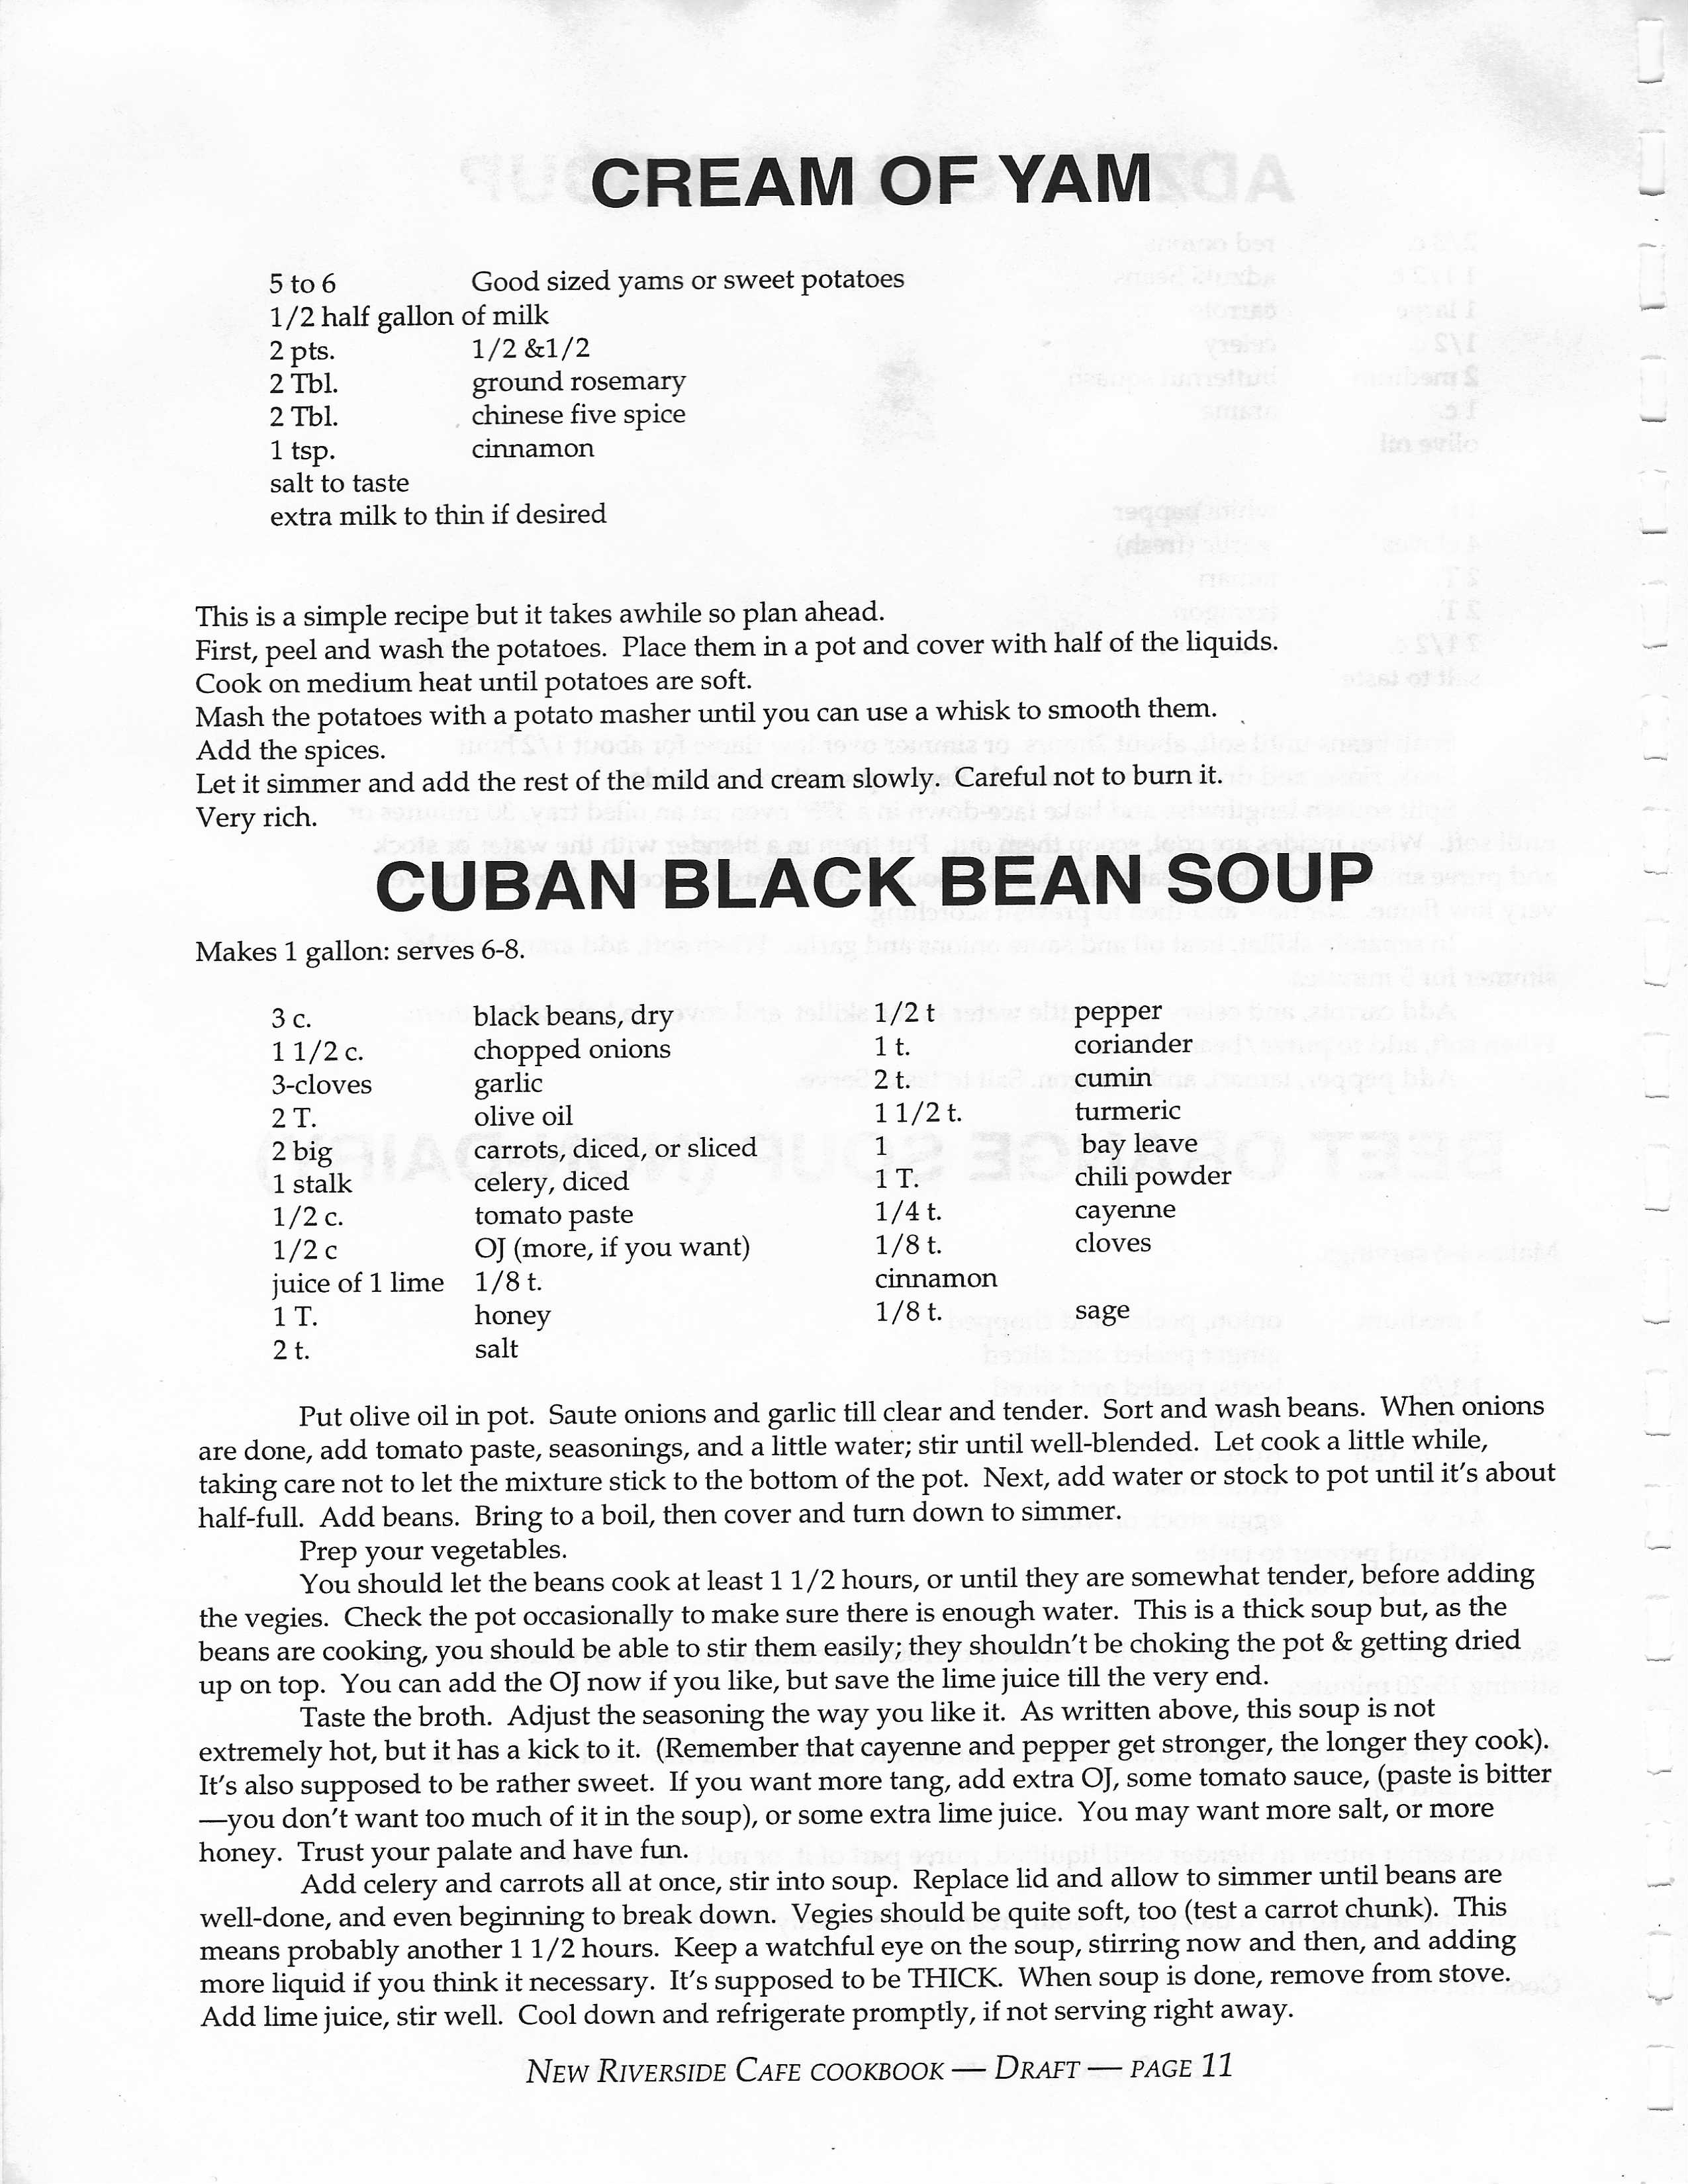 CREAM OF YAM
5 to 6 Good sized yams or sweet potatoes
1/2 half gallon of milk
2 pts. 1/2 &1/2
2 Tbl. ground rosemary
2 Tbl. chinese five spice
1 tsp. cinnamon
salt to taste
extra milk to thin if desired
This is a simple recipe but it takes awhile so plan ahead.
First, peel and wash the potatoes. Place them in a pot and cover with half of the liquids.
Cook on medium heat until potatoes are soft.
Mash the potatoes with a potato masher until you can use a whisk to smooth them.
Add the spices.
Let it simmer and add the rest of the mild and cream slowly. Careful not to burn it.
Very rich.
CUBAN BLACK BEAN SOUP
Makes 1 gallon: serves 6-8.
3 c. black beans, dry 1/2 t pepper
1 1/2 c. chopped onions 1 t. coriander
3-cloves garlic 2 t. cumin
2 T. olive oil 1 1/2 t. turmeric
2 big carrots, diced, or sliced 1 bay leave
1 stalk celery, diced 1 T. chili powder
1/2 c. tomato paste 1/4 t. cayenne
1/2 c OJ (more, if you want) 1/8 t. cloves
juice of 1 lime 1/8 t. cinnamon
1 T. honey 1/8 t. sage
2 t. salt
Put olive oil in pot. Saute onions and garlic till clear and tender. Sort and wash beans. When onions
are done, add tomato paste, seasonings, and a little water; stir until well-blended. Let cook a little while,
taking care not to let the mixture stick to the bottom of the pot. Next, add water or stock to pot until it's about
half-full. Add beans. Bring to a boil, then cover and turn down to simmer.
Prep your vegetables.
You should let the beans cook at least 1 1/2 hours, or until they are somewhat tender, before adding
the vegies. Check the pot occasionally to make sure there is enough water. This is a thick soup but, as the
beans are cooking, you should be able to stir them easily; they shouldn't be choking the pot & getting dried
up on top. You can add the OJ now if you like, but save the lime juice till the very end.
Taste the broth. Adjust the seasoning the way you like it. As written above, this soup is not
extremely hot, but it has a kick to it. (Remember that cayenne and pepper get stronger, the longer they cook).
It's also supposed to be rather sweet. If you want more tang, add extra OJ, some tomato sauce, (paste is bitter
—you don't want too much of it in the soup), or some extra lime juice. You may want more salt, or more
honey. Trust your palate and have fun.
Add celery and carrots all at once, stir into soup. Replace lid and allow to simmer until beans are
well-done, and even beginning to break down. Vegies should be quite soft, too (test a carrot chunk). This
means probably another 1 1/2 hours. Keep a watchful eye on the soup, stirring now and then, and adding
more liquid if you think it necessary. It's supposed to be THICK. When soup is done, remove from stove.
Add lime juice, stir well. Cool down and refrigerate promptly, if not serving right away.
NEW RIVERSIDE CAFE COOKBOOK — DRAFT — PAGE 11